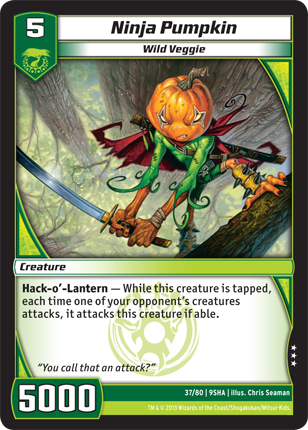 5
Ninja Pumpkin
Wild Veggie
Creature
Hack-o’-Lantern — While this creature is tapped,
each time one of your opponent’s creatures
attacks, it attacks this creature if able.
“You call that an attack?”
5000
37/80 | 9SHA | illus. Chris Seaman
TM & © 2013 Wizards of the Coast/Shogakukan/Mitsui-Kids